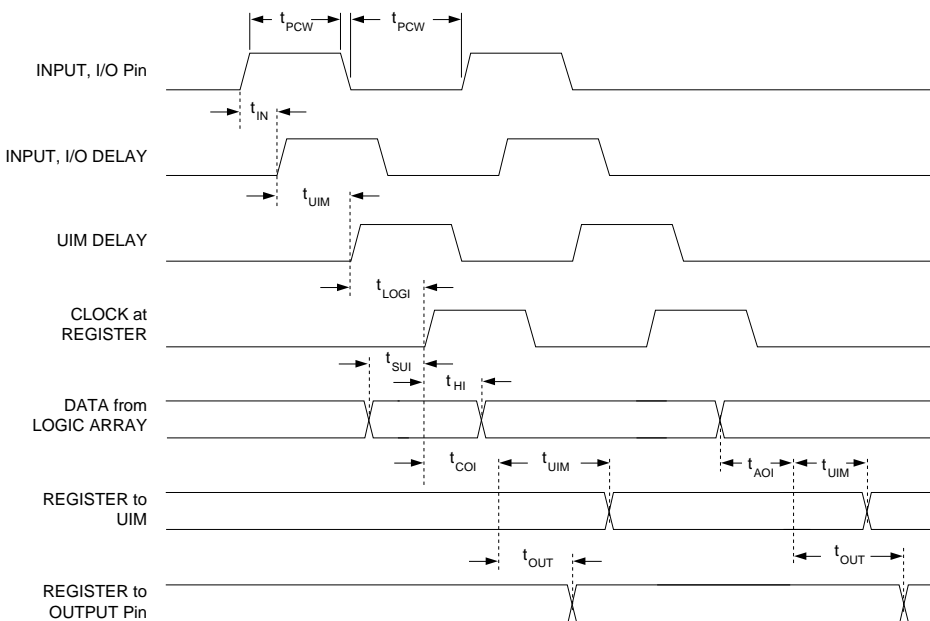 tPCW tPCW
INPUT, I/O Pin
tIN
INPUT, I/O DELAY
tUIM
UIM DELAY
tLOGI
CLOCK at
REGISTER
tSUI
tHI
DATA from
LOGIC ARRAY
tCOI tUIM tAOI tUIM
REGISTER to
UIM
tOUT tOUT
REGISTER to
OUTPUT Pin